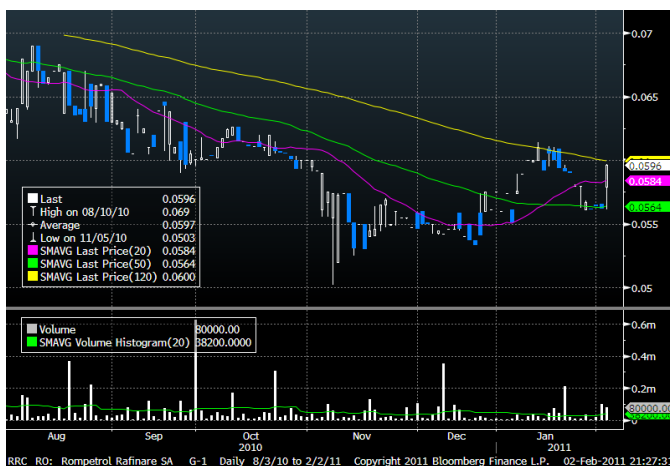 0.07
0.065
0.0596
0.0584
0.0564
0.055
0.05
Last 0.0596
High on 08/10/10 0.069
Average 0.0597
Low on 11/05/10 0.0503
SMAVG Last Price(20) 0.0584
SMAVG Last Price(50) 0.0564
SMAVG Last Price(120) 0.0600
Volume 80000.00
SMAVG Volume Histogram(20) 38200.0000
0.6m
0.4m
0.2m
80000.00
Aug Sep Oct Nov Dec Jan
2010 2011
RRC RO: Rompetrol Rafinare SA G-1 Daily 8/3/10 to 2/2/11 Copyright 2011 Bloomberg Finance L.P. 02-Feb-2011 21:27:3